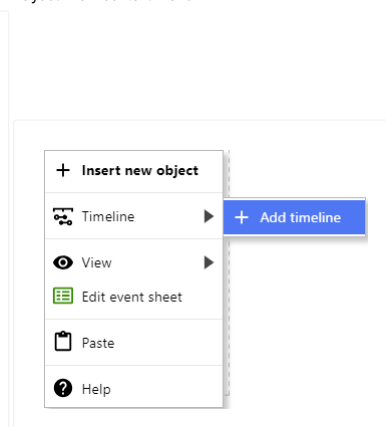 Insert new object
Timeline
Add timeline
View
Edit event sheet
Paste
Help